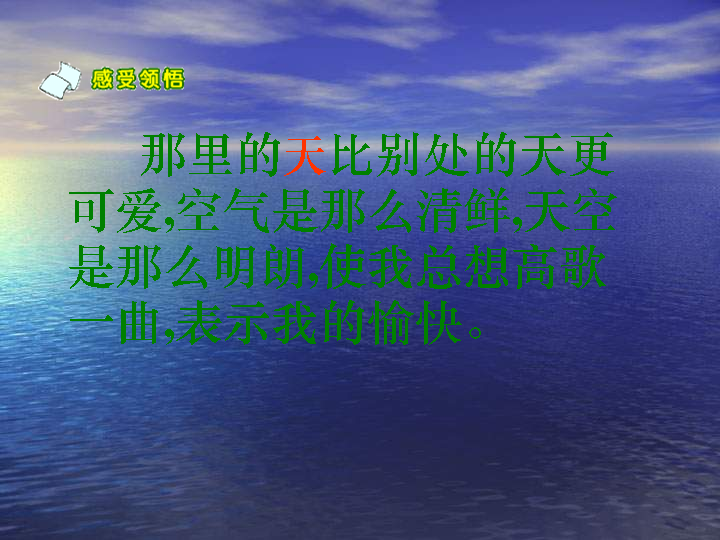 感受领悟
那里的天比别处的天更
可爱,空气是那么清鲜,天空
是那么明朗,使我总想高歌
一曲,表示我的愉快。